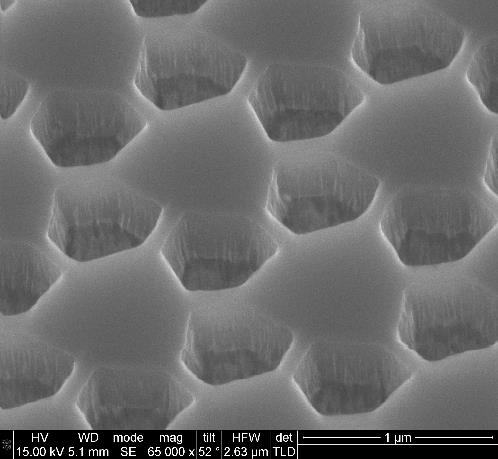 HV WD mode mag tilt HFW det
15.00 kV 5.1 mm SE 65 000 x 52 ° 2.63 µm TLD
1 µm